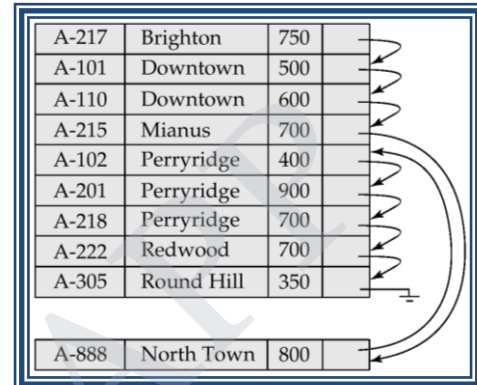 A-217 Brighton 750
A-101 Downtown 500
A-110 Downtown 600
A-215 Mianus 700
A-102 Perryridge 400
A-201 Perryridge 900
A-218 Perryridge 700
A-222 Redwood 700
A-305 Round Hill 350
A-888 North Town 800